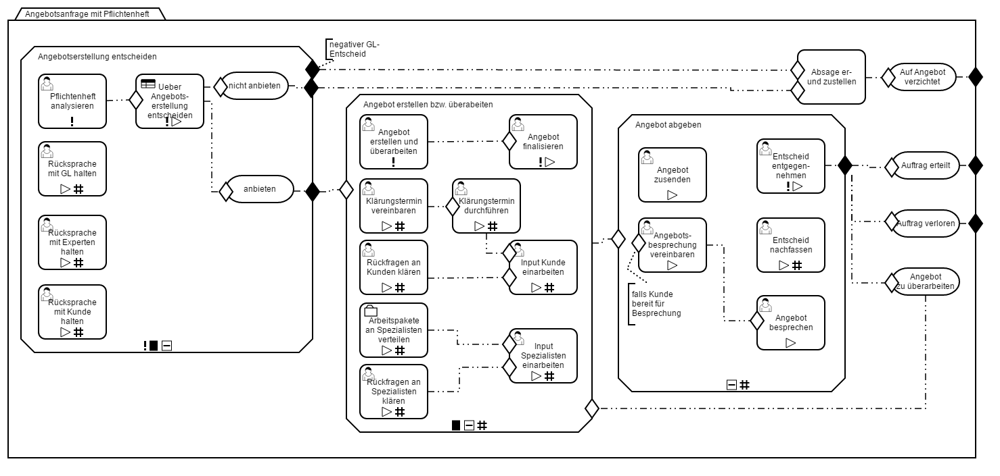 Angebotsanfrage mit Pflichtenheft
negativer GL-
Entscheid
Angebotserstellung entscheiden
Pflichtenheft
analysieren
Ueber
Angebots-
erstellung
entscheiden
nicht anbieten
Rücksprache
mit GL halten
anbieten
Rücksprache
mit Experten
halten
Rücksprache
mit Kunde
halten
Angebot erstellen bzw. überabeiten
Angebot
erstellen und
überarbeiten
Angebot
finalisieren
Klärungstermin
vereinbaren
Klärungstermin
durchführen
Rückfragen an
Kunden klären
Input Kunde
einarbeiten
Arbeitspakete
an Spezialisten
verteilen
Input
Spezialisten
einarbeiten
Rückfragen an
Spezialisten
klären
Angebot abgeben
Angebot
zusenden
Entscheid
entgegen-
nehmen
Angebots-
besprechung
vereinbaren
Entscheid
nachfassen
falls Kunde
bereit für
Besprechung
Angebot
besprechen
Absage er-
und zustellen
Auf Angebot
verzichtet
Auftrag erteilt
Auftrag verloren
Angebot
zu überarbeiten